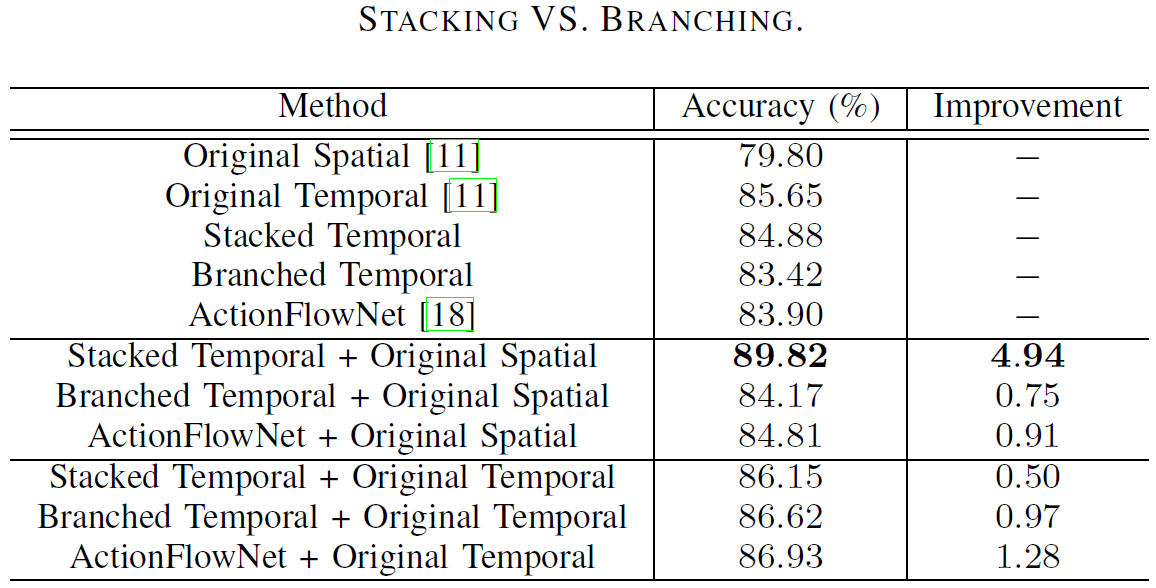 STACKING VS. BRANCHING.
Method Accuracy (%) Improvement
Original Spatial [11] 79.80 −
Original Temporal [11] 85.65 −
Stacked Temporal 84.88 −
Branched Temporal 83.42 −
ActionFlowNet [18] 83.90 −
Stacked Temporal + Original Spatial 89.82 4.94
Branched Temporal + Original Spatial 84.17 0.75
ActionFlowNet + Original Spatial 84.81 0.91
Stacked Temporal + Original Temporal 86.15 0.50
Branched Temporal + Original Temporal 86.62 0.97
ActionFlowNet + Original Temporal 86.93 1.28